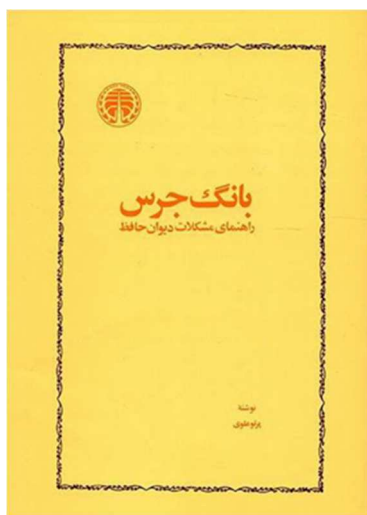 بانگ جرس
راهنمای مشکلات دیوان حافظ
نوشته
پرتو علوی